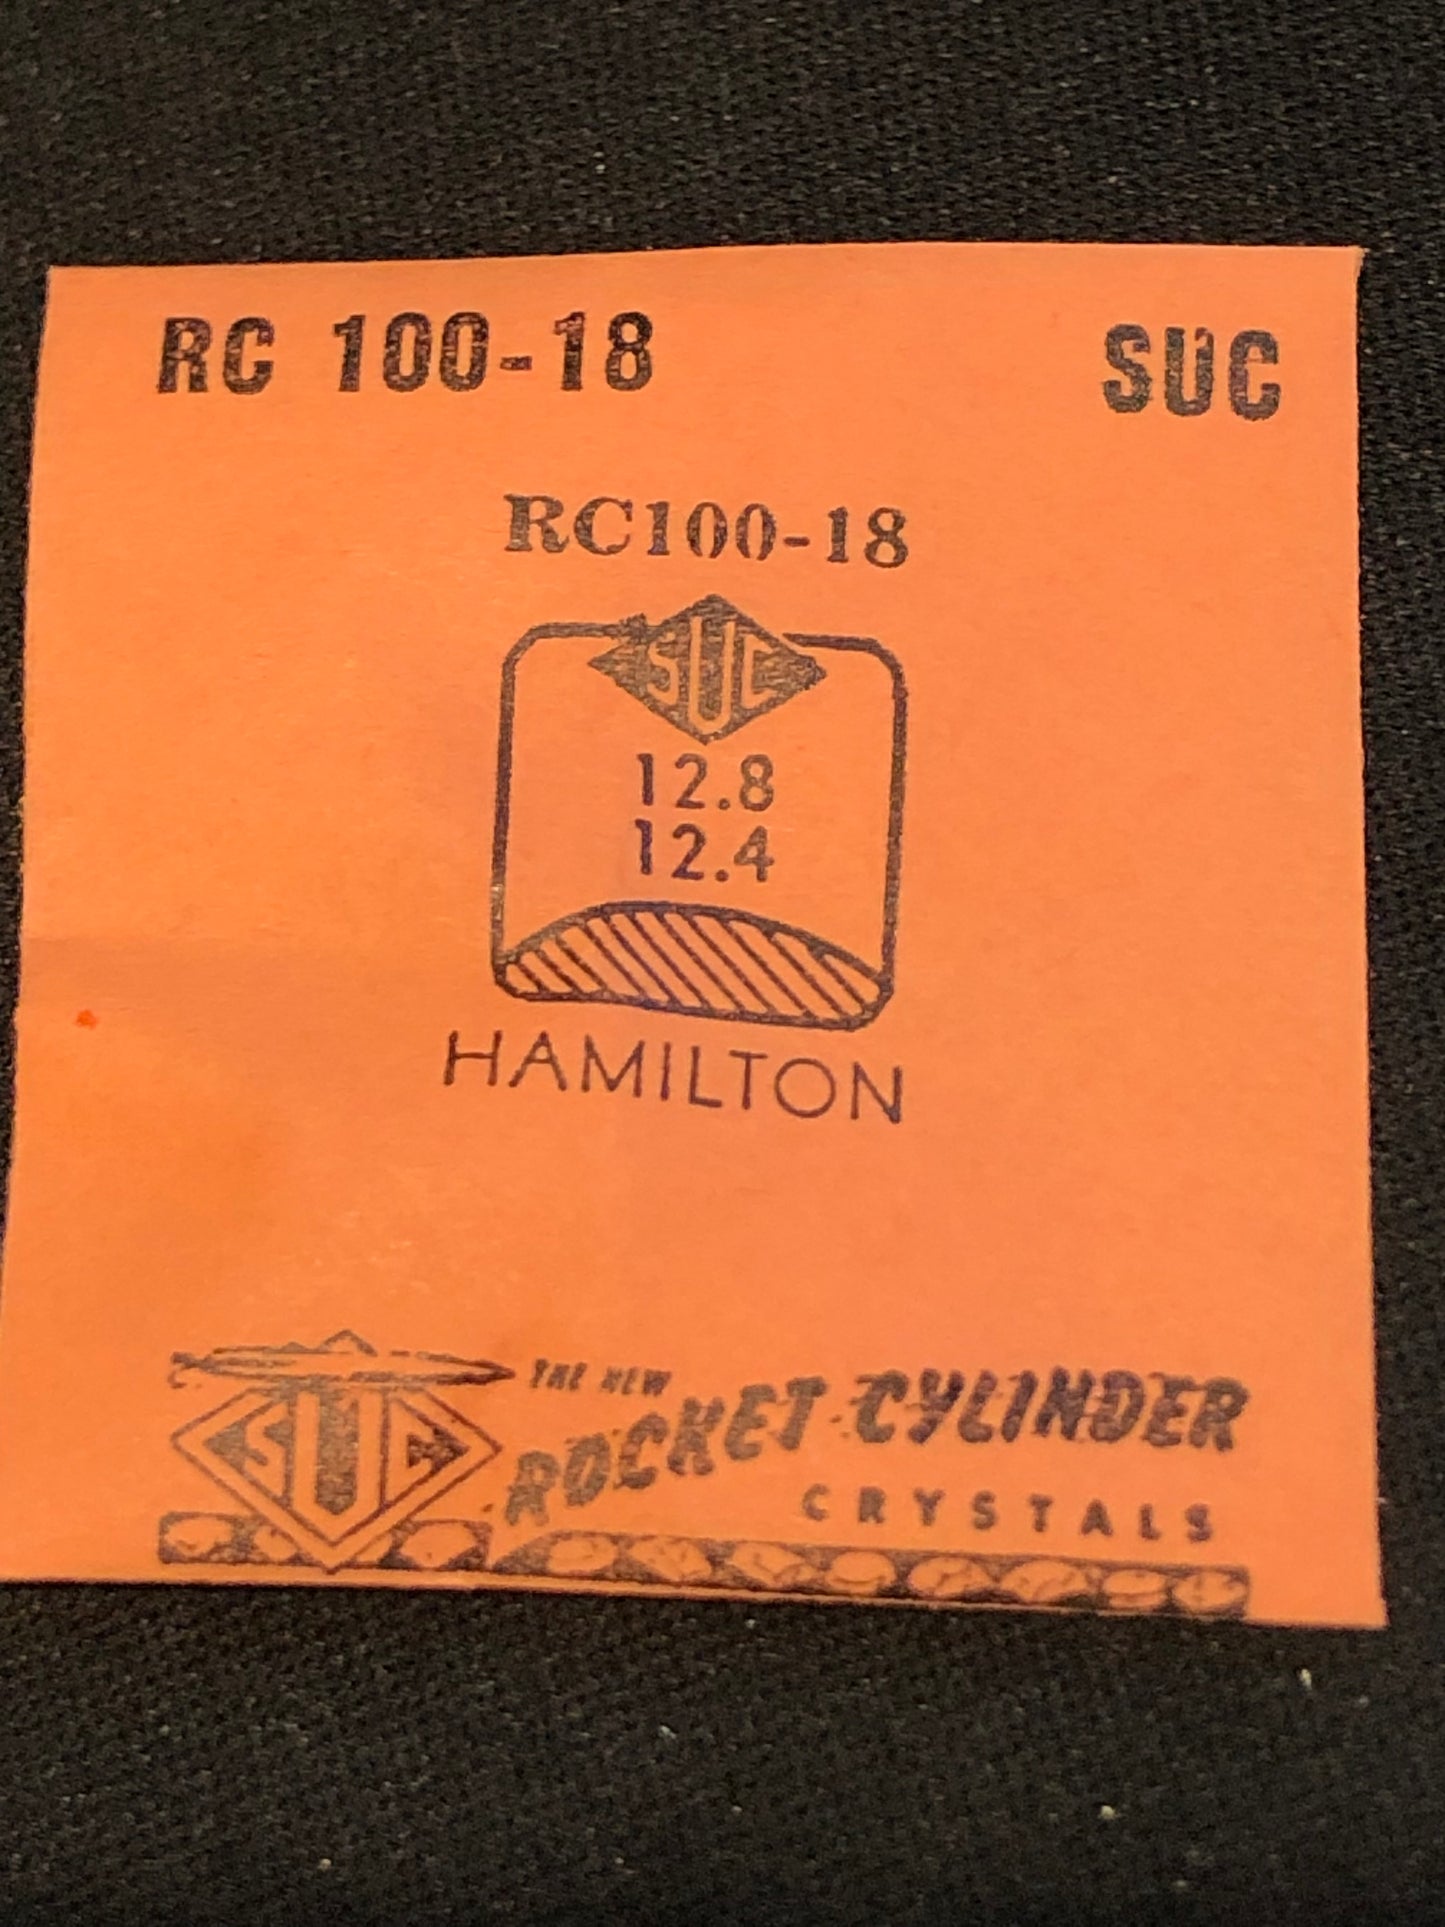 RC 100-18 SUC
RC100-18
SUC
12.8
12.4
HAMILTON
SUC
THE NEW
ROCKET CYLINDER
CRYSTALS